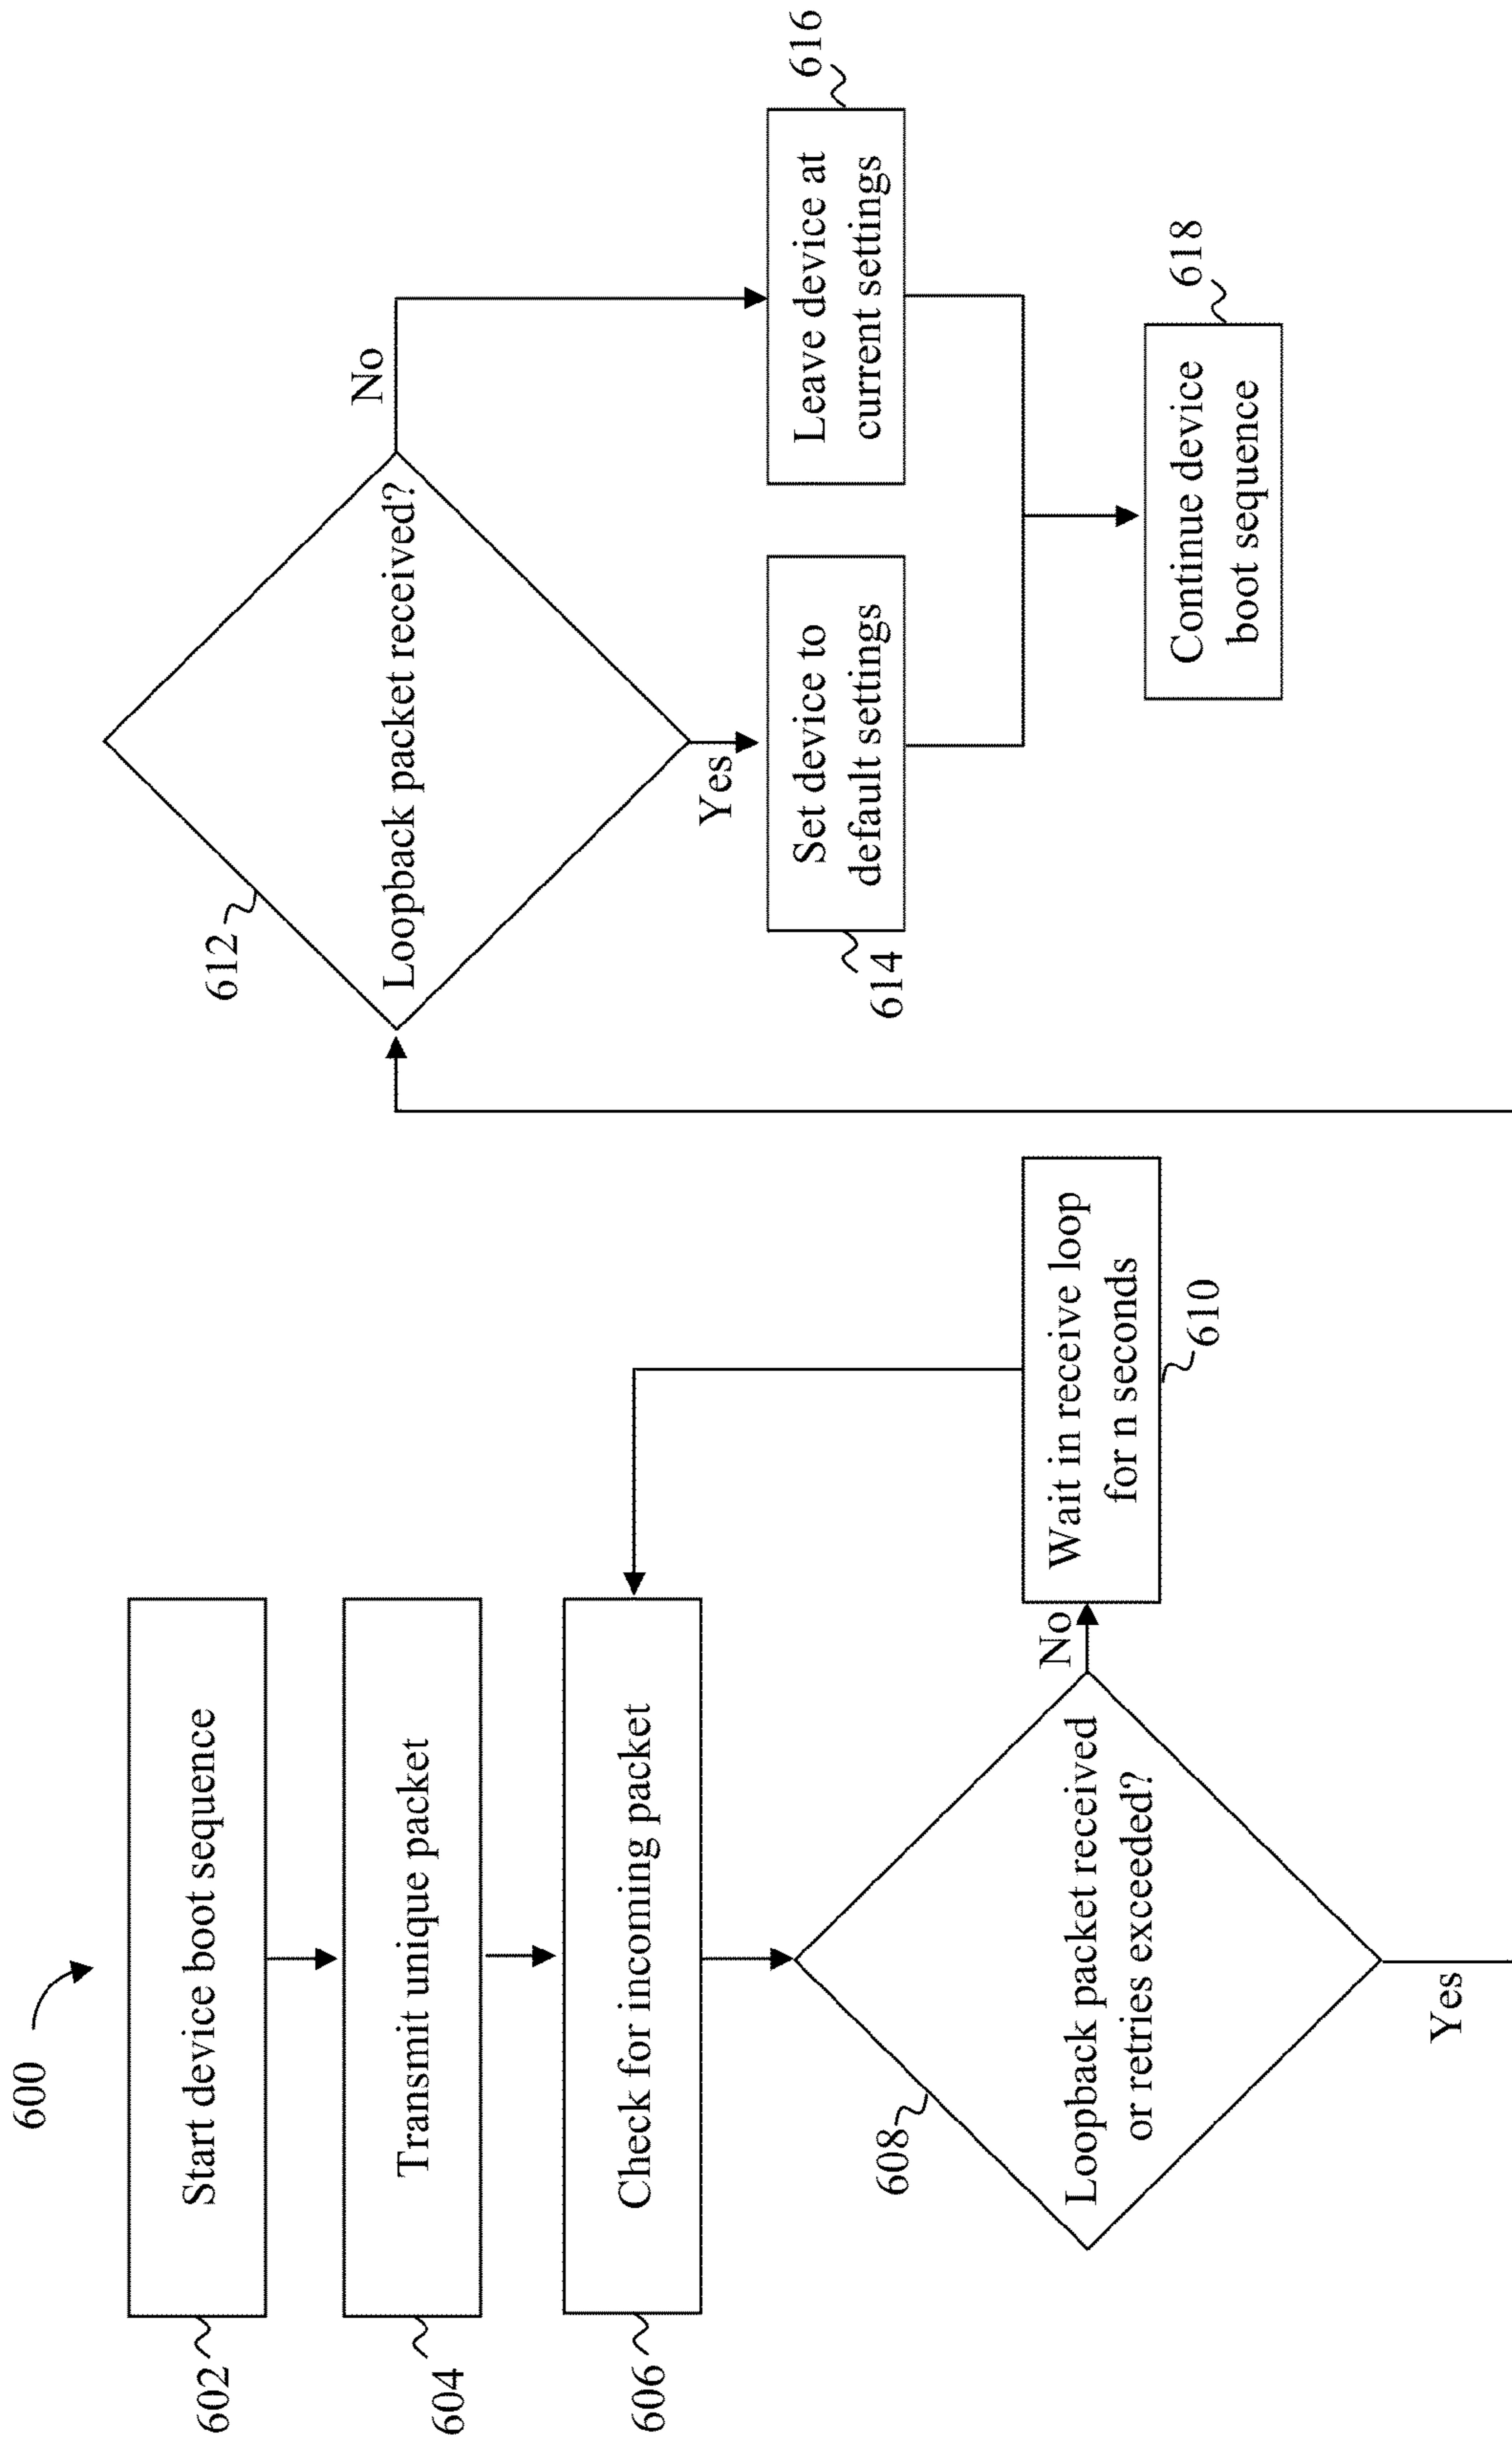 600
602
Start device boot sequence
604
Transmit unique packet
606
Check for incoming packet
608
Loopback packet received
or retries exceeded?
No
Wait in receive loop
for n seconds
610
Yes
612
Loopback packet received?
No
Yes
Set device to
default settings
614
Leave device at
current settings
616
Continue device
boot sequence
618